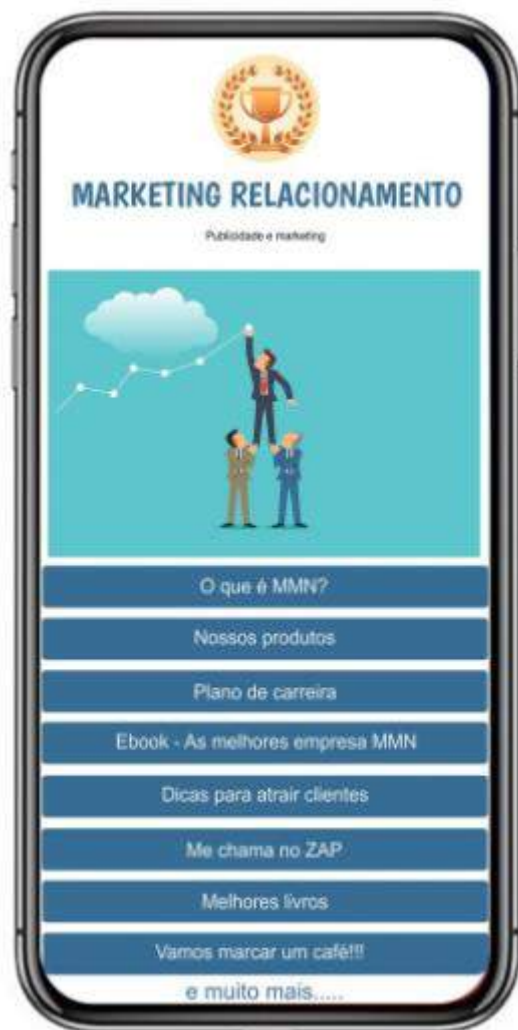 MARKETING RELACIONAMENTO
Publicidade e marketing
O que é MMN?
Nossos produtos
Plano de carreira
Ebook - As melhores empresa MMN
Dicas para atrair clientes
Me chama no ZAP
Melhores livros
Vamos marcar um café!!!
e muito mais.....